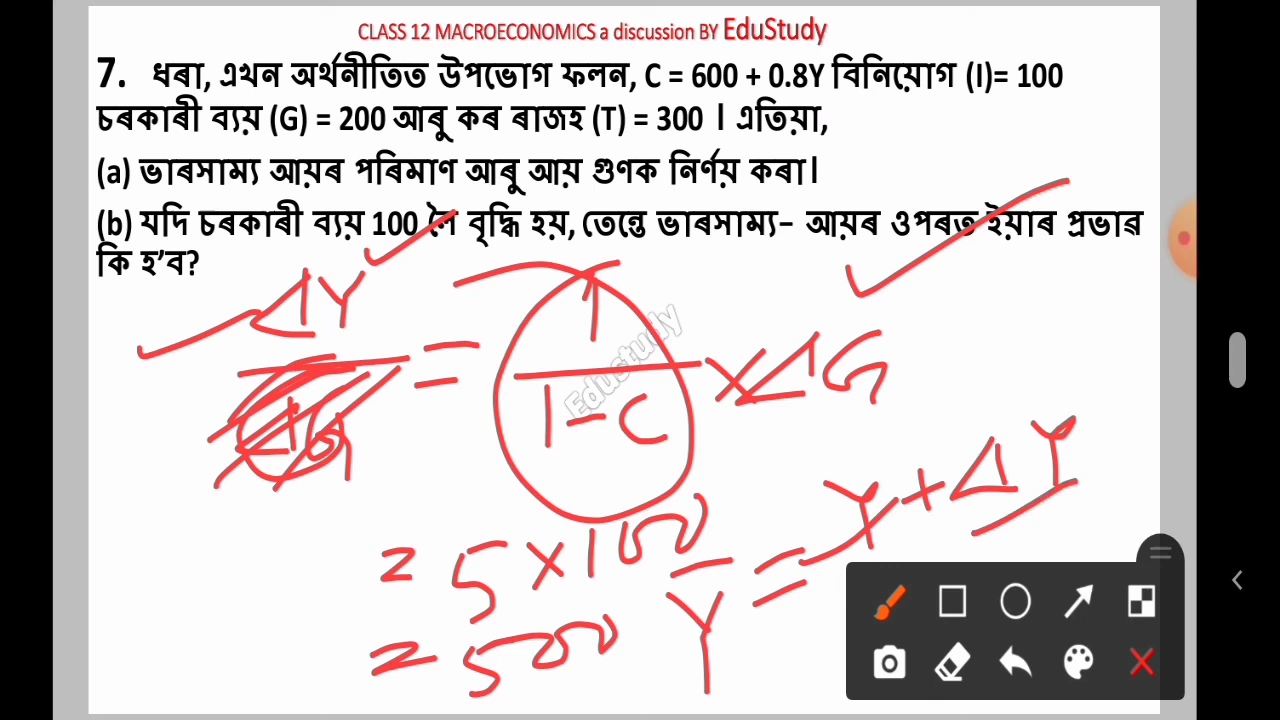 CLASS 12 MACROECONOMICS a discussion BY EduStudy
7. ধৰা, এখন অৰ্থনীতিত উপভোগ ফলন, C = 600 + 0.8Y বিনিয়োগ (I)= 100
চৰকাৰী ব্যয় (G) = 200 আৰু কৰ ৰাজহ (T) = 300 । এতিয়া,
(a) ভাৰসাম্য আয়ৰ পৰিমাণ আৰু আয় গুণক নিৰ্ণয় কৰা।
(b) যদি চৰকাৰী ব্যয় 100 লৈ বৃদ্ধি হয়, তেন্তে ভাৰসাম্য– আয়ৰ ওপৰত ইয়াৰ প্ৰভাৱ
কি হ’ব?
ΔY = 1/1-C × ΔG
Edustudy
= 5 × 100
= 500
Y = Y + ΔY